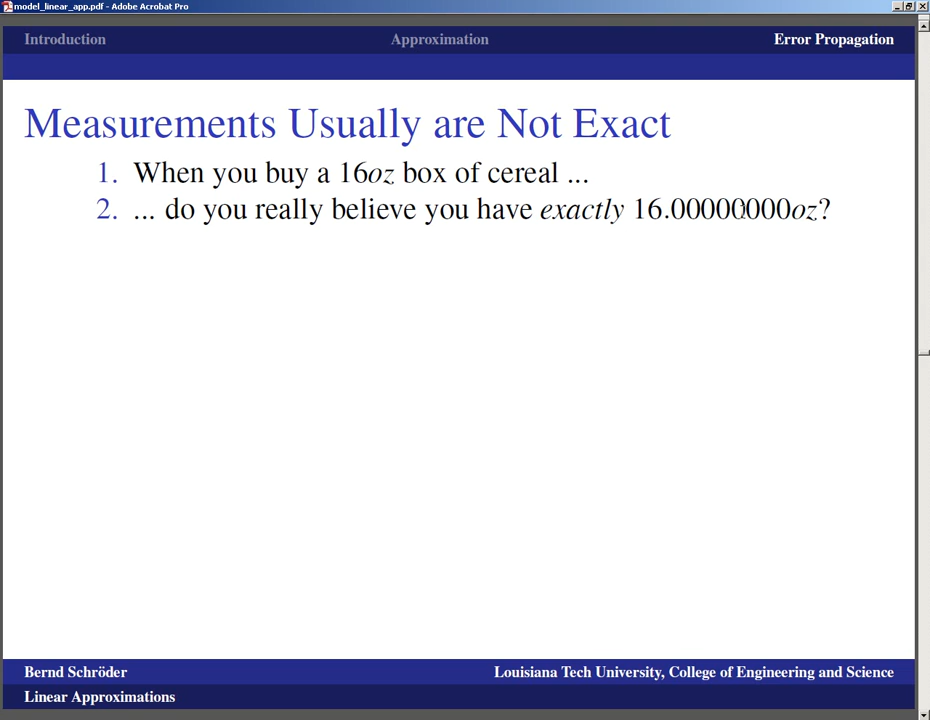 model_linear_app.pdf - Adobe Acrobat Pro
Introduction Approximation Error Propagation
Measurements Usually are Not Exact
1. When you buy a 16oz box of cereal ...
2. ... do you really believe you have exactly 16.00000000oz?
Bernd Schröder Louisiana Tech University, College of Engineering and Science
Linear Approximations